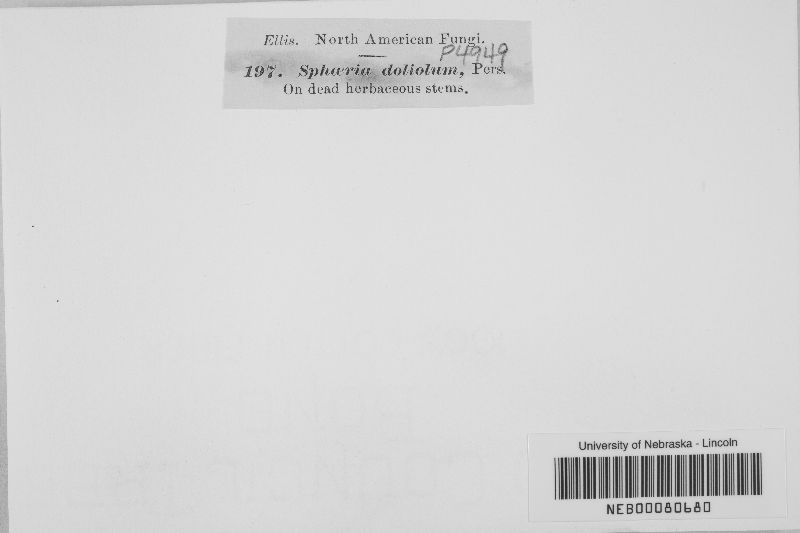 Ellis. North American Fungi.
P4949
197. Sphæria doliolum, Pers.
On dead herbaceous stems.
University of Nebraska - Lincoln
NEB00080680